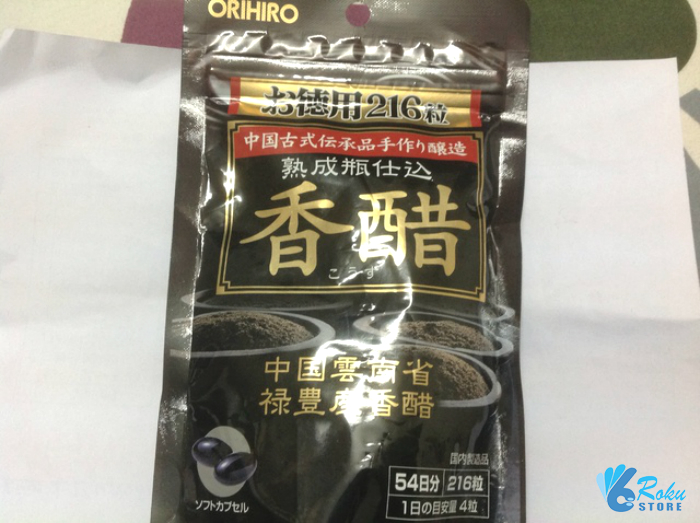 ORIHIRO
お徳用216粒
中国古式伝承品手作り醸造
熟成瓶仕込
香醋
こうず
中国雲南省
禄豊産香醋
国内製造品
54日分 216粒
1日の目安量 4粒
ソフトカプセル
Roku
STORE